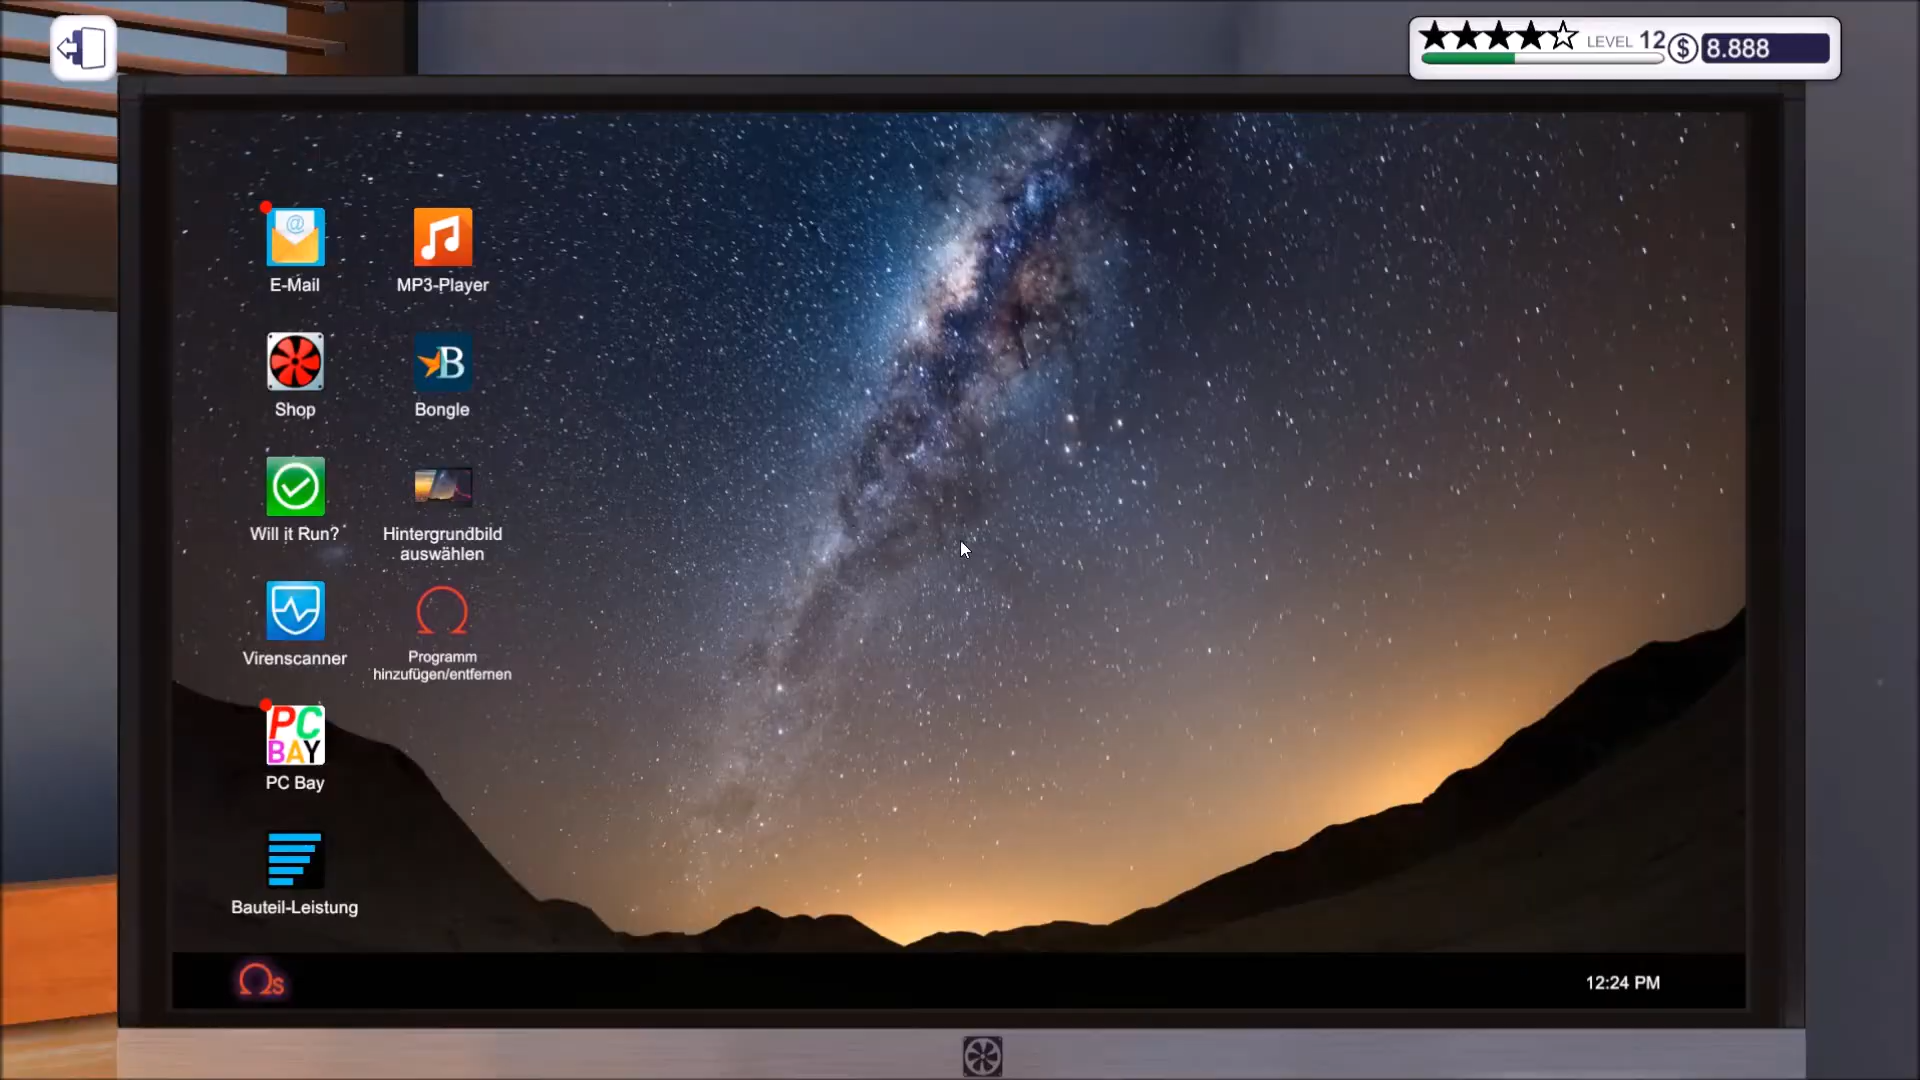 LEVEL 12
8.888
@
E-Mail
MP3-Player
B
Shop
Bongle
Will it Run?
Hintergrundbild
auswählen
Virenscanner
Programm
hinzufügen/entfernen
PC
BAY
PC Bay
Bauteil-Leistung
Ωs
12:24 PM